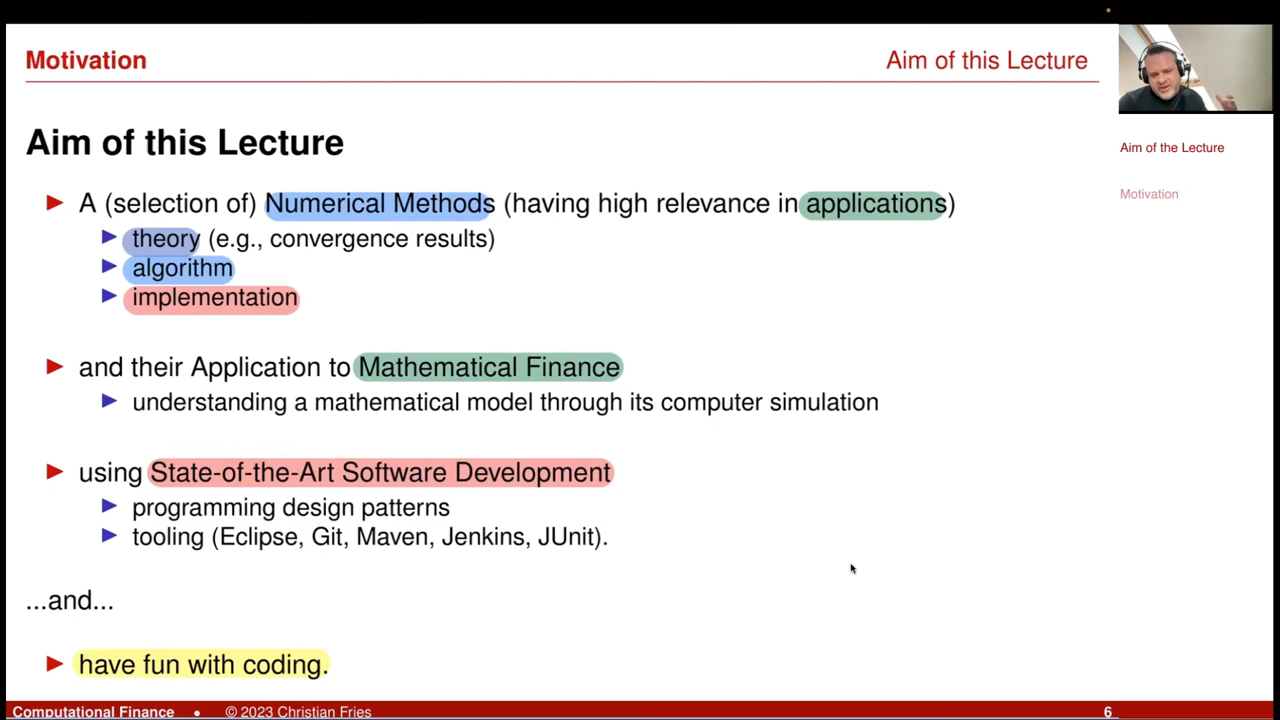 Motivation
Aim of this Lecture
Aim of this Lecture
A (selection of) Numerical Methods (having high relevance in applications)
theory (e.g., convergence results)
algorithm
implementation
and their Application to Mathematical Finance
understanding a mathematical model through its computer simulation
using State-of-the-Art Software Development
programming design patterns
tooling (Eclipse, Git, Maven, Jenkins, JUnit).
...and...
have fun with coding.
Computational Finance • © 2023 Christian Fries 6
Aim of the Lecture
Motivation